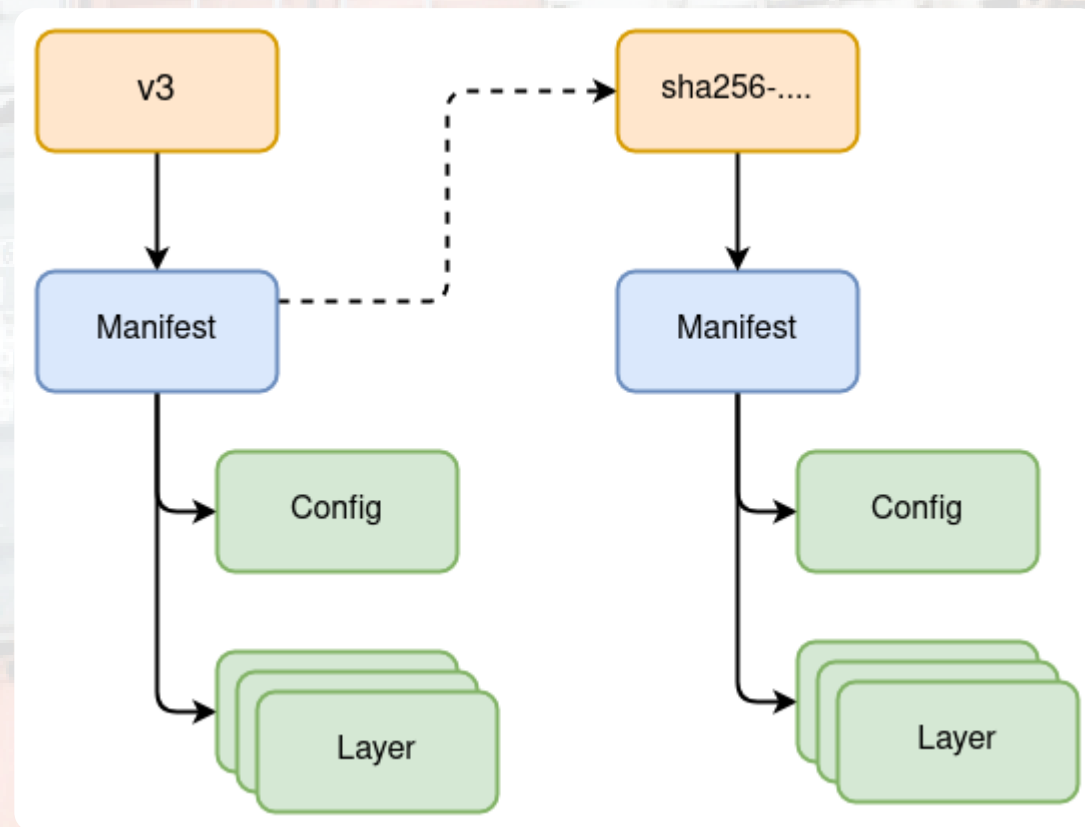 v3
sha256-....
Manifest
Manifest
Config
Config
Layer
Layer